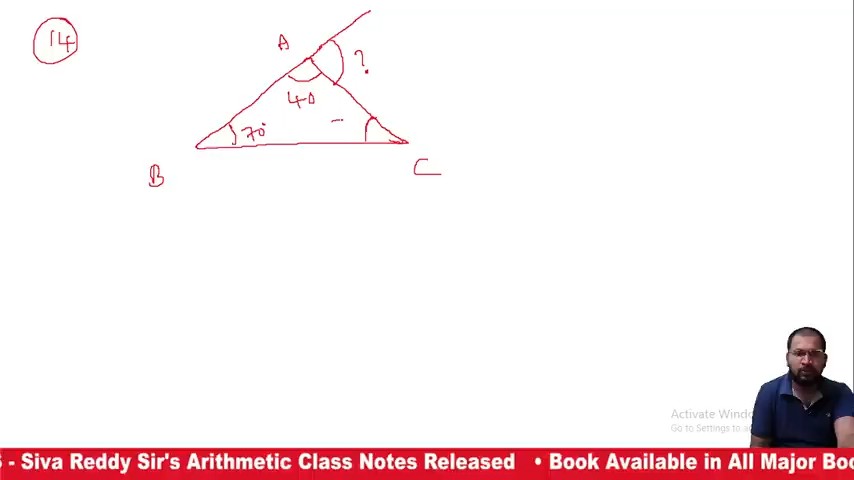 14
A
?
40
70°
B
C
Activate Windo
Go to Settings to a
- Siva Reddy Sir's Arithmetic Class Notes Released • Book Available in All Major Boo